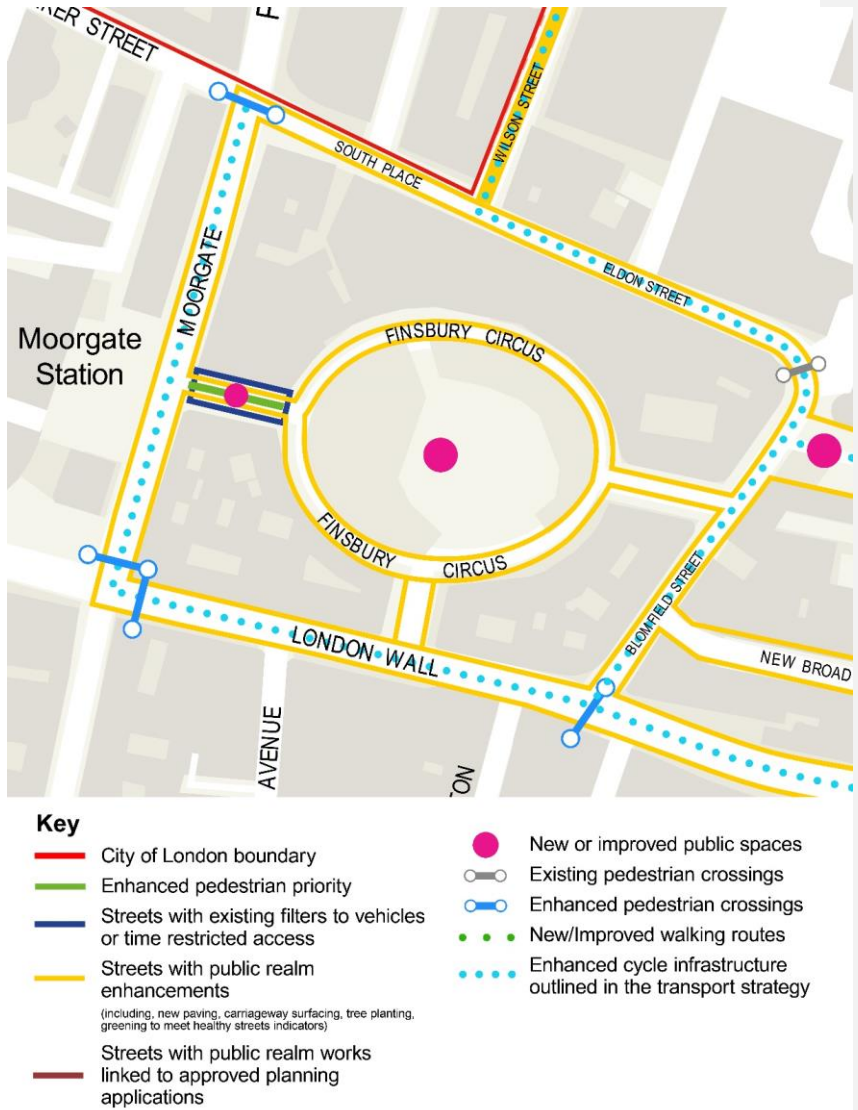 KER STREET
F
WILSON STREET
SOUTH PLACE
MOORGATE
ELDON STREET
FINSBURY CIRCUS
Moorgate
Station
FINSBURY CIRCUS
BLOMFIELD STREET
LONDON WALL
NEW BROAD
AVENUE
TON
Key
City of London boundary
Enhanced pedestrian priority
Streets with existing filters to vehicles
or time restricted access
Streets with public realm
enhancements
(including, new paving, carriageway surfacing, tree planting,
greening to meet healthy streets indicators)
Streets with public realm works
linked to approved planning
applications
New or improved public spaces
Existing pedestrian crossings
Enhanced pedestrian crossings
New/Improved walking routes
Enhanced cycle infrastructure
outlined in the transport strategy